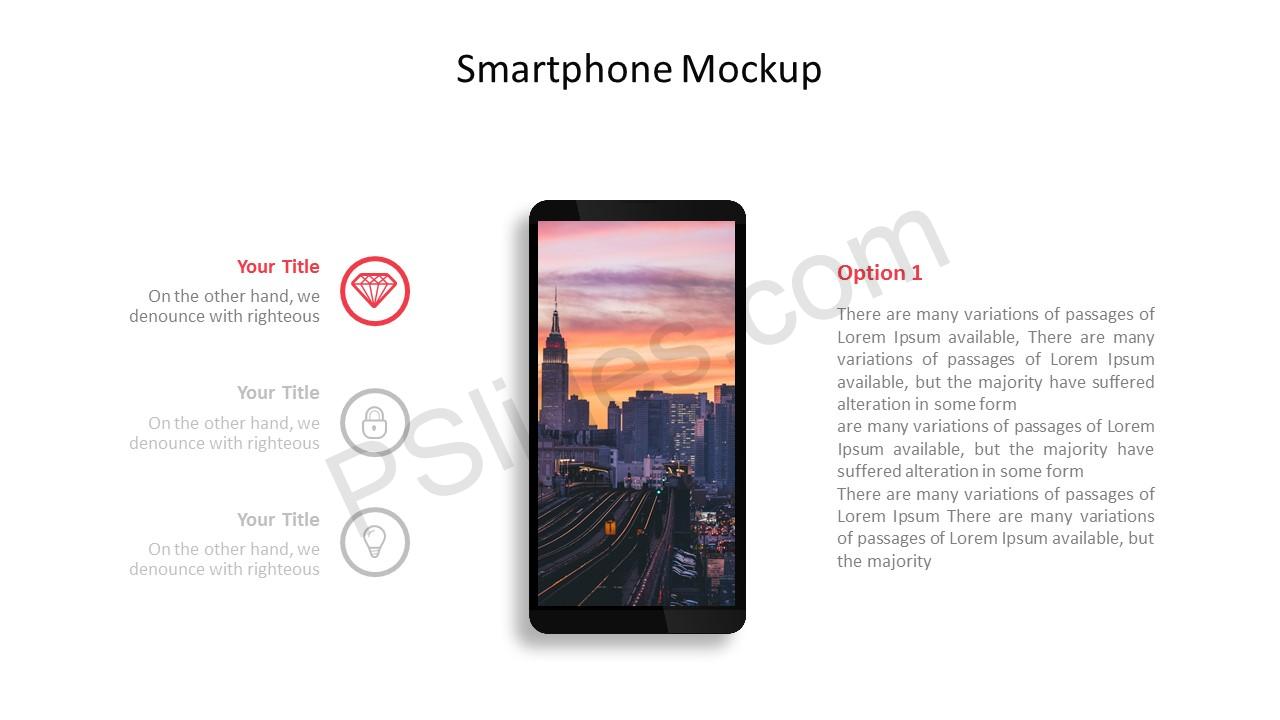 Smartphone Mockup
Your Title
On the other hand, we
denounce with righteous
Your Title
On the other hand, we
denounce with righteous
Your Title
On the other hand, we
denounce with righteous
Option 1
There are many variations of passages of
Lorem Ipsum available, There are many
variations of passages of Lorem Ipsum
available, but the majority have suffered
alteration in some form
are many variations of passages of Lorem
Ipsum available, but the majority have
suffered alteration in some form
There are many variations of passages of
Lorem Ipsum There are many variations
of passages of Lorem Ipsum available, but
the majority
PSlides.com